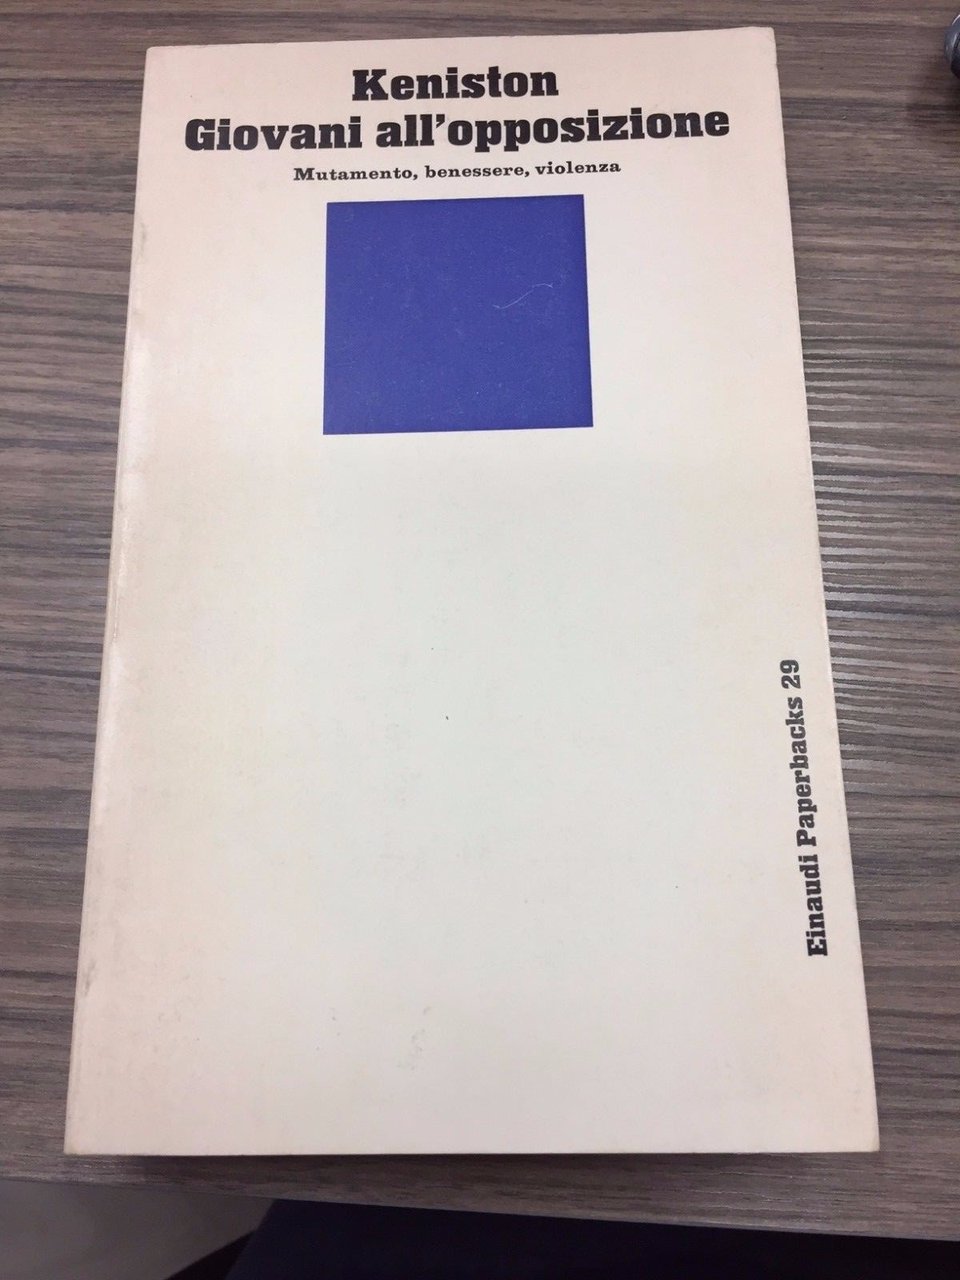 Keniston
Giovani all'opposizione
Mutamento, benessere, violenza
Einaudi Paperbacks 29